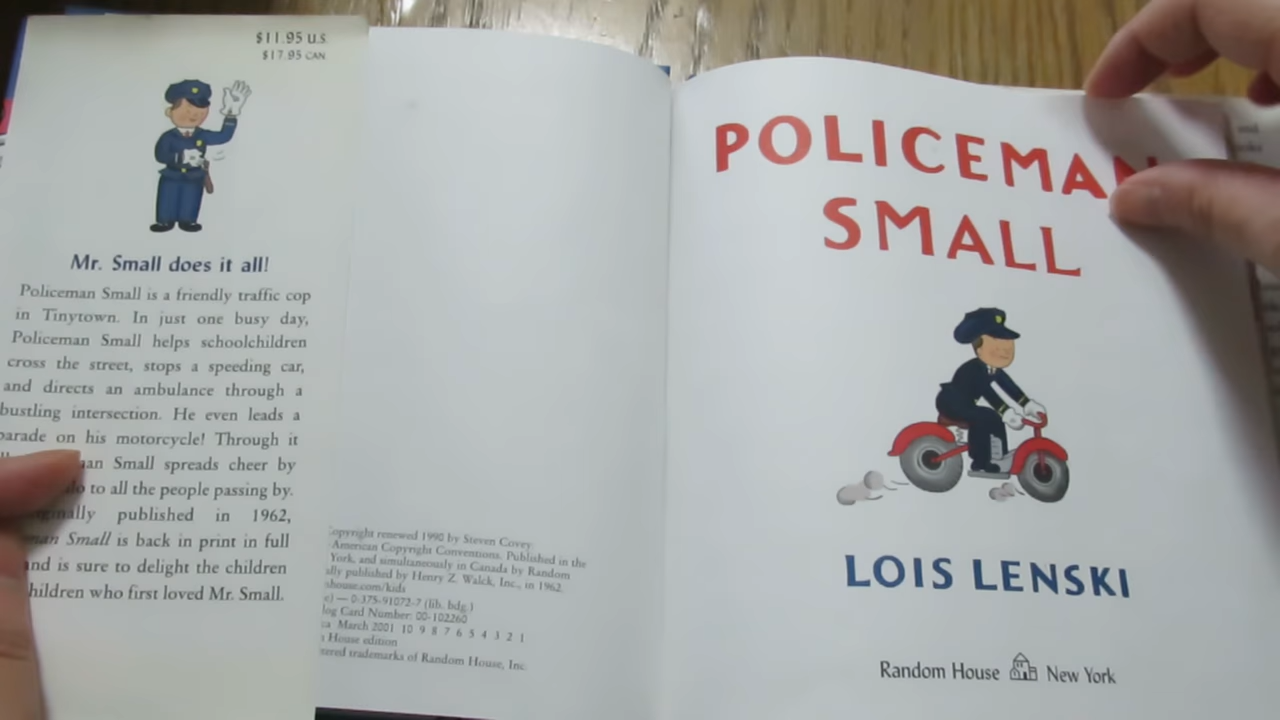 $11.95 U.S.
$17.95 CAN
Mr. Small does it all!
Policeman Small is a friendly traffic cop
in Tinytown. In just one busy day,
Policeman Small helps schoolchildren
cross the street, stops a speeding car,
and directs an ambulance through a
bustling intersection. He even leads a
parade on his motorcycle! Through it
Small spreads cheer by
to all the people passing by.
published in 1962,
Small is back in print in full
and is sure to delight the children
children who first loved Mr. Small.
Copyright renewed 1990 by Steven Covey
American Copyright Conventions. Published in the
York, and simultaneously in Canada by Random
published by Henry Z. Walck, Inc., in 1962.
— 0-375-91072-7 (lib. bdg.)
Card Number: 00-102260
March 2001 10 9 8 7 6 5 4 3 2 1
House edition
trademarks of Random House, Inc.
POLICEMAN
SMALL
LOIS LENSKI
Random House New York